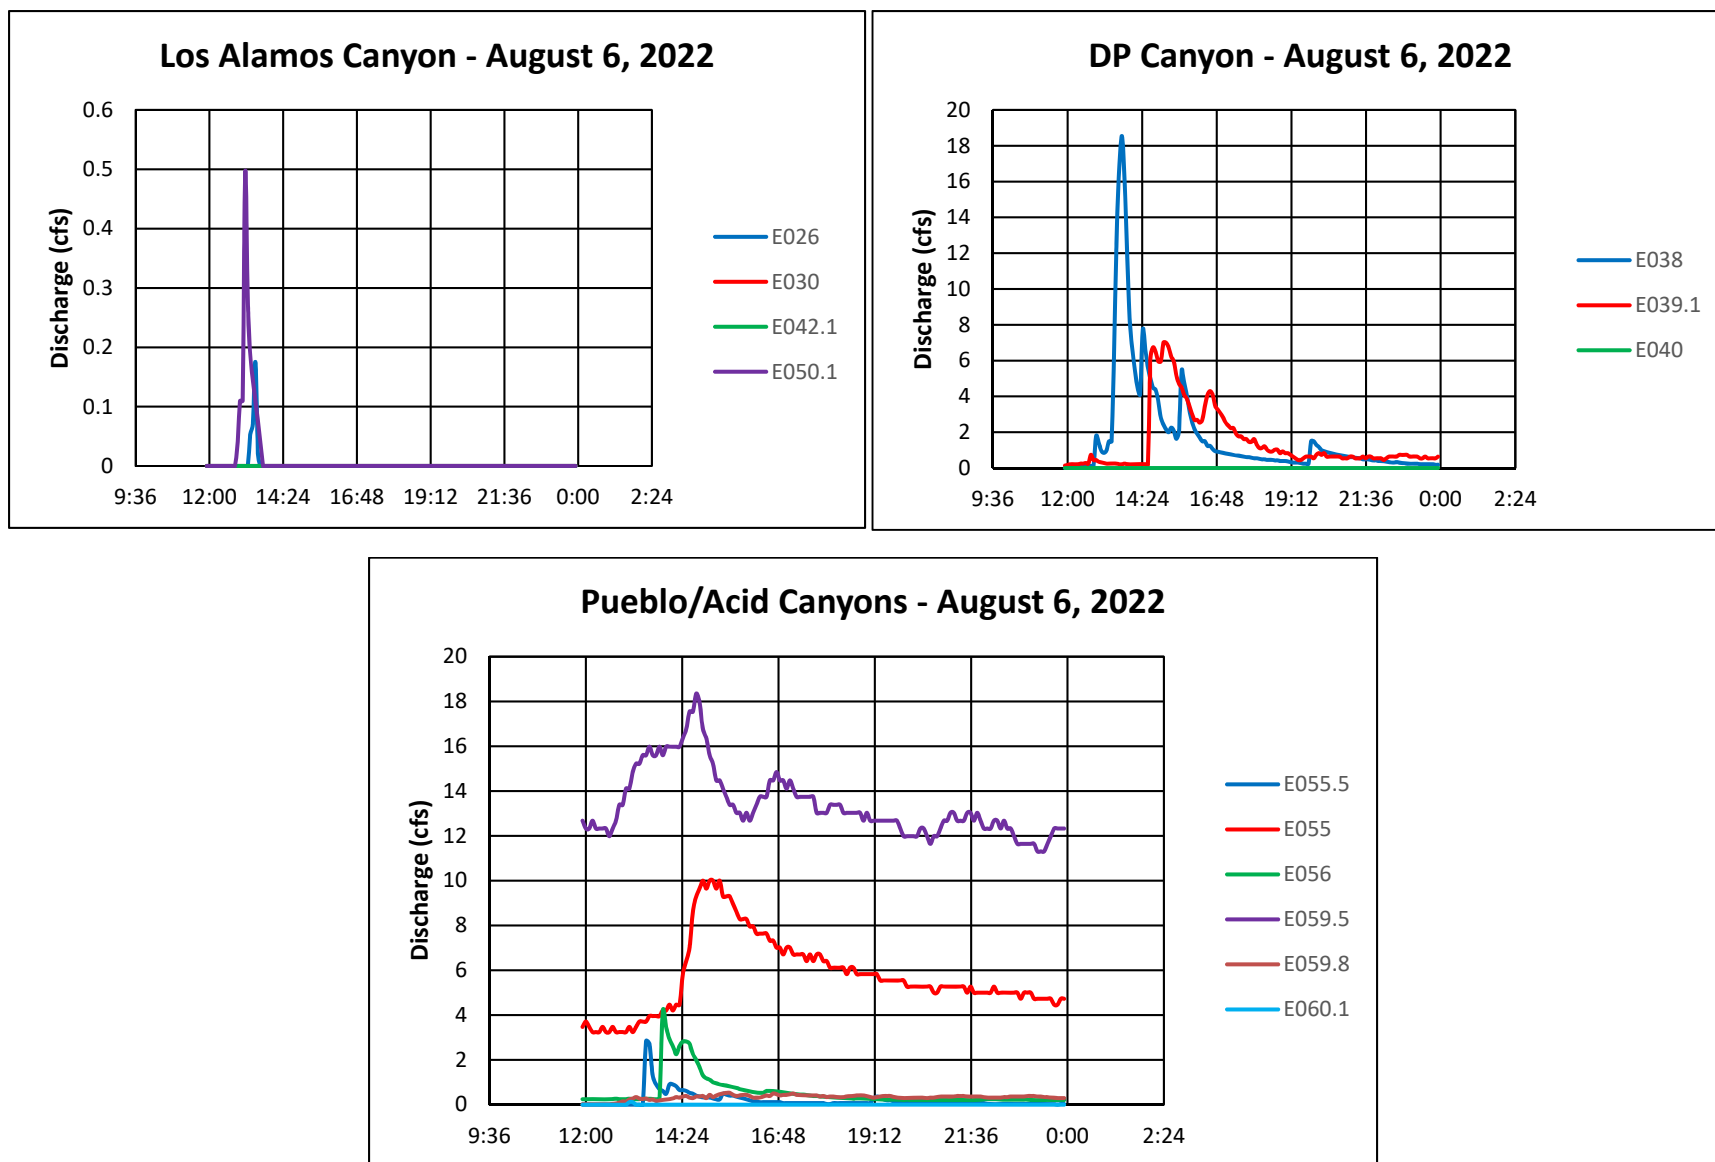 Los Alamos Canyon - August 6, 2022
Discharge (cfs)
0.6
0.5
0.4
0.3
0.2
0.1
0
9:36 12:00 14:24 16:48 19:12 21:36 0:00 2:24
E026
E030
E042.1
E050.1
DP Canyon - August 6, 2022
Discharge (cfs)
20
18
16
14
12
10
8
6
4
2
0
9:36 12:00 14:24 16:48 19:12 21:36 0:00 2:24
E038
E039.1
E040
Pueblo/Acid Canyons - August 6, 2022
Discharge (cfs)
20
18
16
14
12
10
8
6
4
2
0
9:36 12:00 14:24 16:48 19:12 21:36 0:00 2:24
E055.5
E055
E056
E059.5
E059.8
E060.1